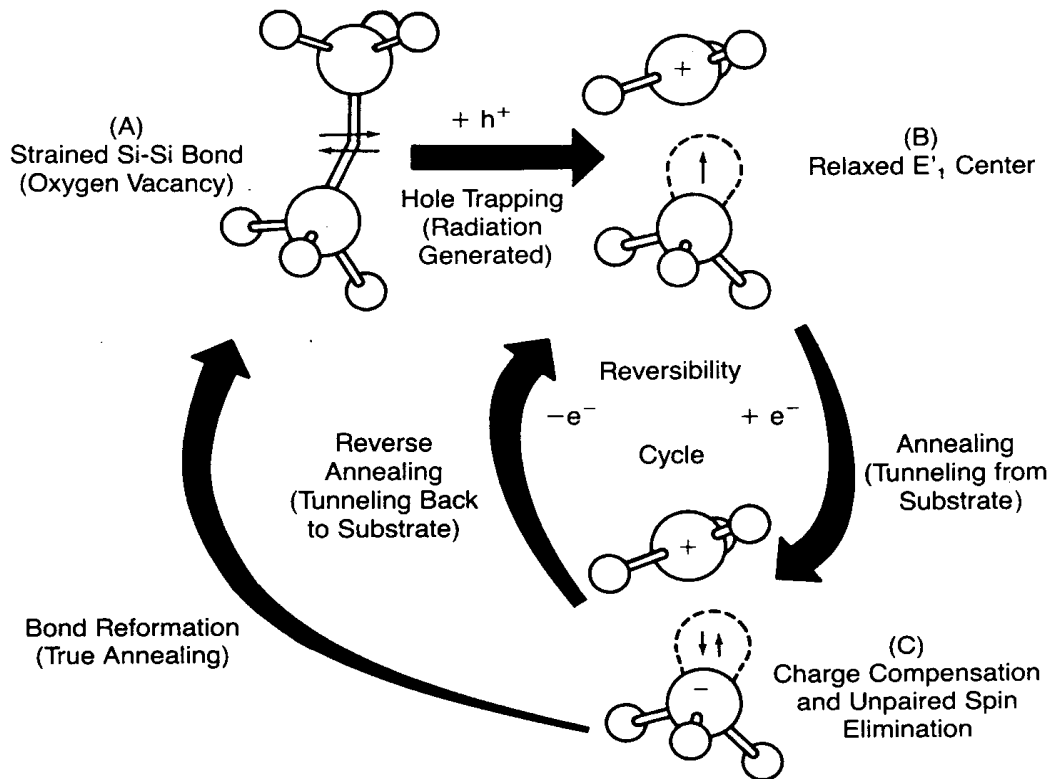 (A)
Strained Si-Si Bond
(Oxygen Vacancy)
+ h⁺
Hole Trapping
(Radiation
Generated)
+
(B)
Relaxed E'₁ Center
Reversibility
−e⁻
+ e⁻
Cycle
Reverse
Annealing
(Tunneling Back
to Substrate)
Annealing
(Tunneling from
Substrate)
+
Bond Reformation
(True Annealing)
−
(C)
Charge Compensation
and Unpaired Spin
Elimination